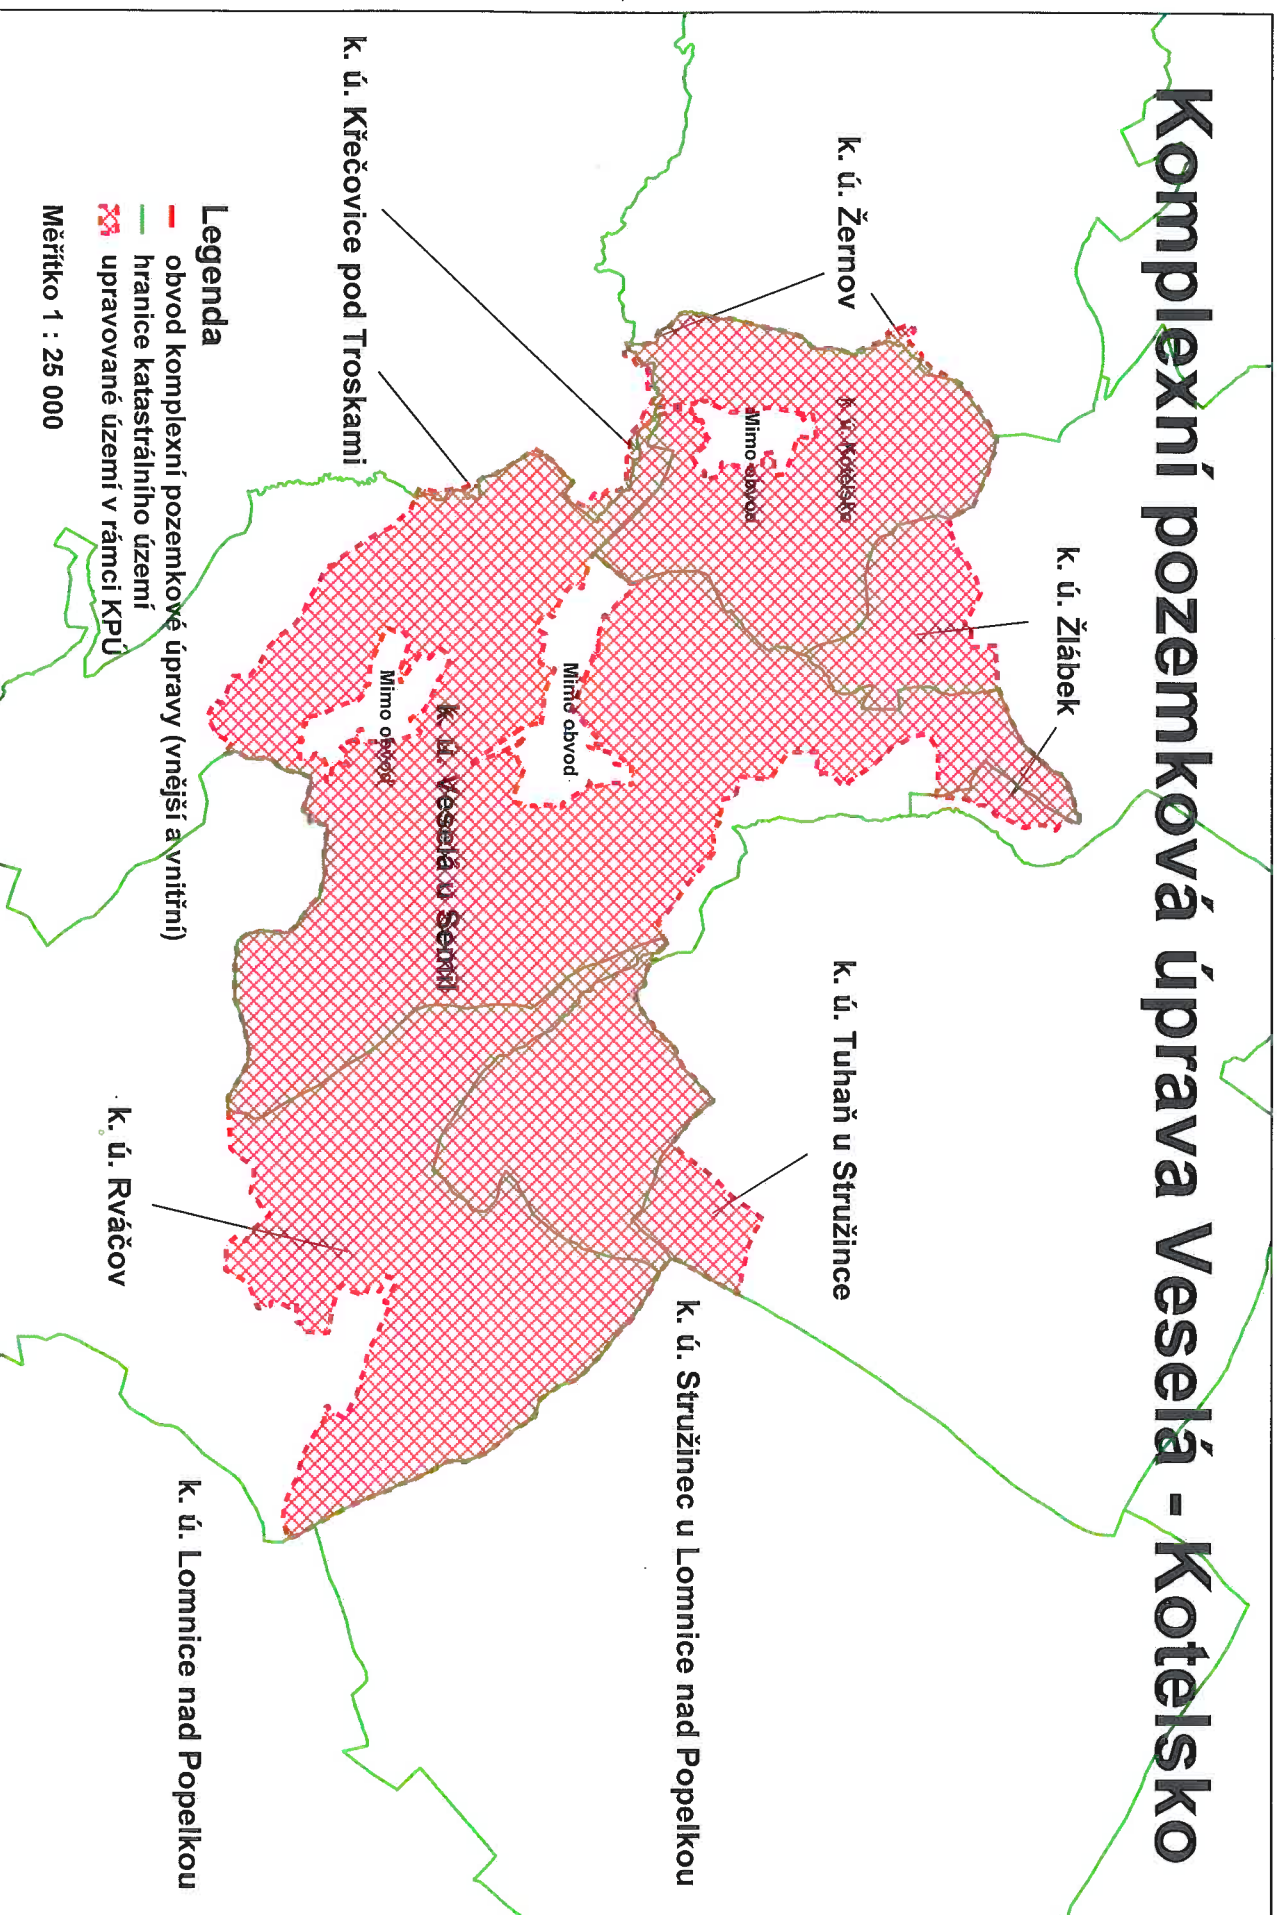 Komplexní pozemková úprava Veselá - Kotelsko
k. ú. Žlábek
k. ú. Žernov
k. ú. Kotelsko
Mimo obvod
k. ú. Tuhaň u Stružince
k. ú. Stružinec u Lomnice nad Popelkou
Mimo obvod
k. ú. Veselá u Semil
Mimo obvod
k. ú. Křečovice pod Troskami
k. ú. Rváčov
k. ú. Lomnice nad Popelkou
Legenda
obvod komplexní pozemkové úpravy (vnější a vnitřní)
hranice katastrálního území
upravované území v rámci KPÚ
Měřítko 1 : 25 000